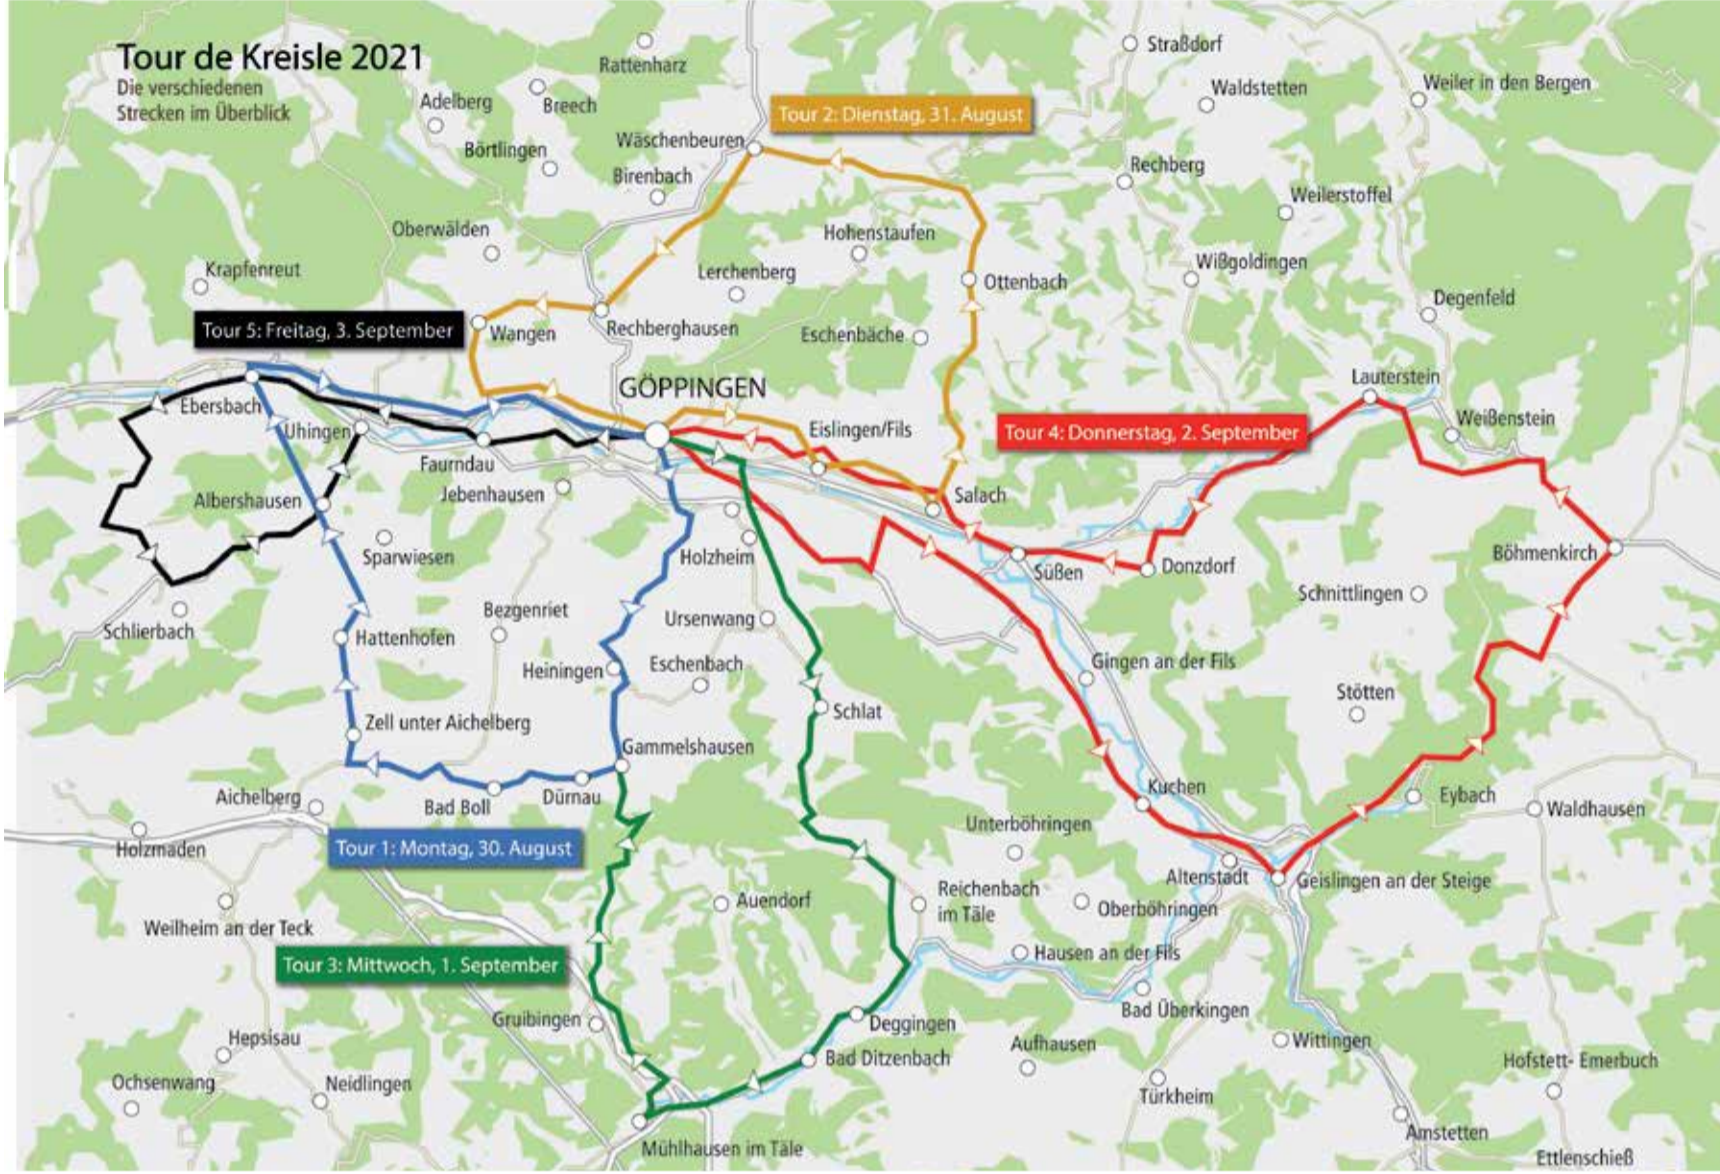 Tour de Kreisle 2021
Die verschiedenen
Strecken im Überblick
Rattenharz
Breech
Adelberg
Börtlingen
Wäschenbeuren
Birenbach
Tour 2: Dienstag, 31. August
Straßdorf
Waldstetten
Weiler in den Bergen
Rechberg
Weilerstoffel
Oberwälden
Hohenstaufen
Krapfenreut
Lerchenberg
Ottenbach
Wißgoldingen
Degenfeld
Tour 5: Freitag, 3. September
Wangen
Rechberghausen
Eschenbäche
GÖPPINGEN
Lauterstein
Ebersbach
Uhingen
Eislingen/Fils
Tour 4: Donnerstag, 2. September
Weißenstein
Faurndau
Jebenhausen
Albershausen
Salach
Sparwiesen
Holzheim
Süßen
Donzdorf
Böhmenkirch
Schnittlingen
Schlierbach
Hattenhofen
Bezgenriet
Ursenwang
Heiningen
Eschenbach
Gingen an der Fils
Stötten
Schlat
Zell unter Aichelberg
Gammelshausen
Aichelberg
Bad Boll
Dürnau
Kuchen
Eybach
Waldhausen
Holzmaden
Tour 1: Montag, 30. August
Unterböhringen
Altenstadt
Geislingen an der Steige
Auendorf
Reichenbach
im Täle
Oberböhringen
Weilheim an der Teck
Tour 3: Mittwoch, 1. September
Hausen an der Fils
Bad Überkingen
Gruibingen
Deggingen
Hepsisau
Aufhausen
Wittingen
Bad Ditzenbach
Hofstett- Emerbuch
Ochsenwang
Neidlingen
Türkheim
Amstetten
Mühlhausen im Täle
Ettlenschieß